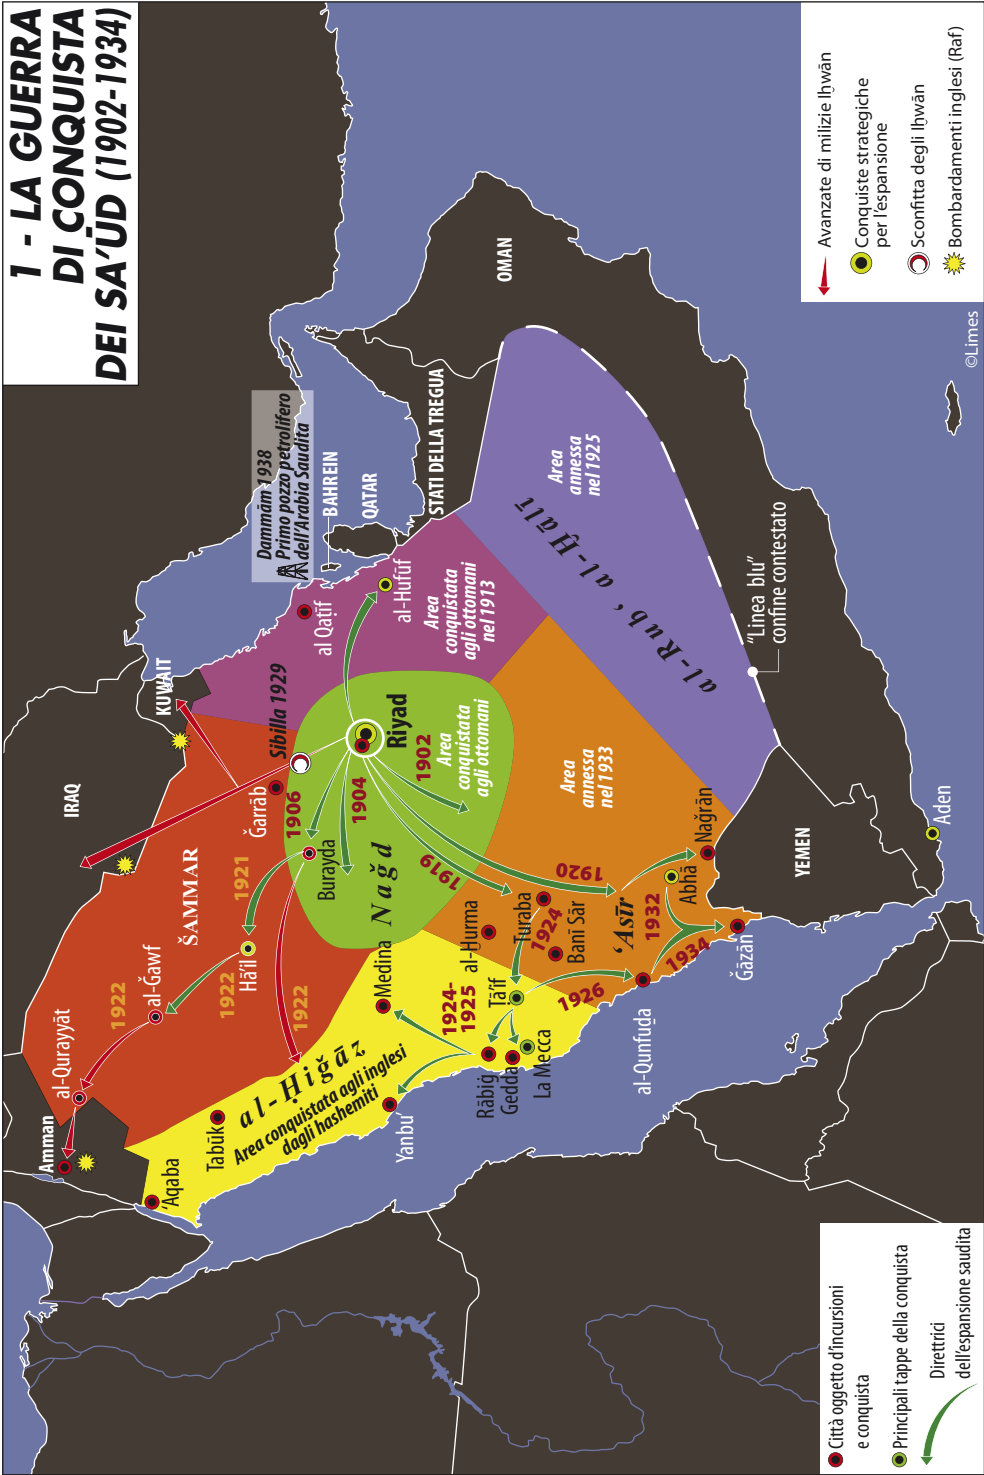 1 - LA GUERRA
DI CONQUISTA
DEI SA‘ŪD (1902-1934)
Avanzate di milizie Iḫwān
Conquiste strategiche
per l'espansione
Sconfitta degli Iḫwān
Bombardamenti inglesi (Raf)
©Limes
Città oggetto d'incursioni
e conquista
Principali tappe della conquista
Direttrici
dell'espansione saudita
Dammām 1938
Primo pozzo petrolifero
dell'Arabia Saudita
IRAQ
KUWAIT
BAHREIN
QATAR
STATI DELLA TREGUA
OMAN
YEMEN
Aden
Amman
al-Qurayyāt
1922
al-Ğawf
1922
Hā'il
1921
ŠAMMAR
1922
Ğarrāb
1906
Sibilla 1929
al Qaṭīf
al-Hufūf
Area
conquistata
agli ottomani
nel 1913
Burayda
1904
Riyad
1902
Area
conquistata
agli ottomani
Nağd
1919
1920
'Aqaba
Tabūk
al-Ḥiğāz
Area conquistata agli inglesi
dagli hashemiti
Medina
Yanbu'
1924-
1925
Rābiġ
Gedda
La Mecca
Ṭā'if
al-Ḫurma
Turaba
1924
Banī Sār
1926
al-Qunfuḏa
‘Asīr
1932
1934
Abhā
Nağrān
Ğāzān
Area
annessa
nel 1933
Area
annessa
nel 1925
al-Rub‘ al-Ḫālī
“Linea blu”
confine contestato